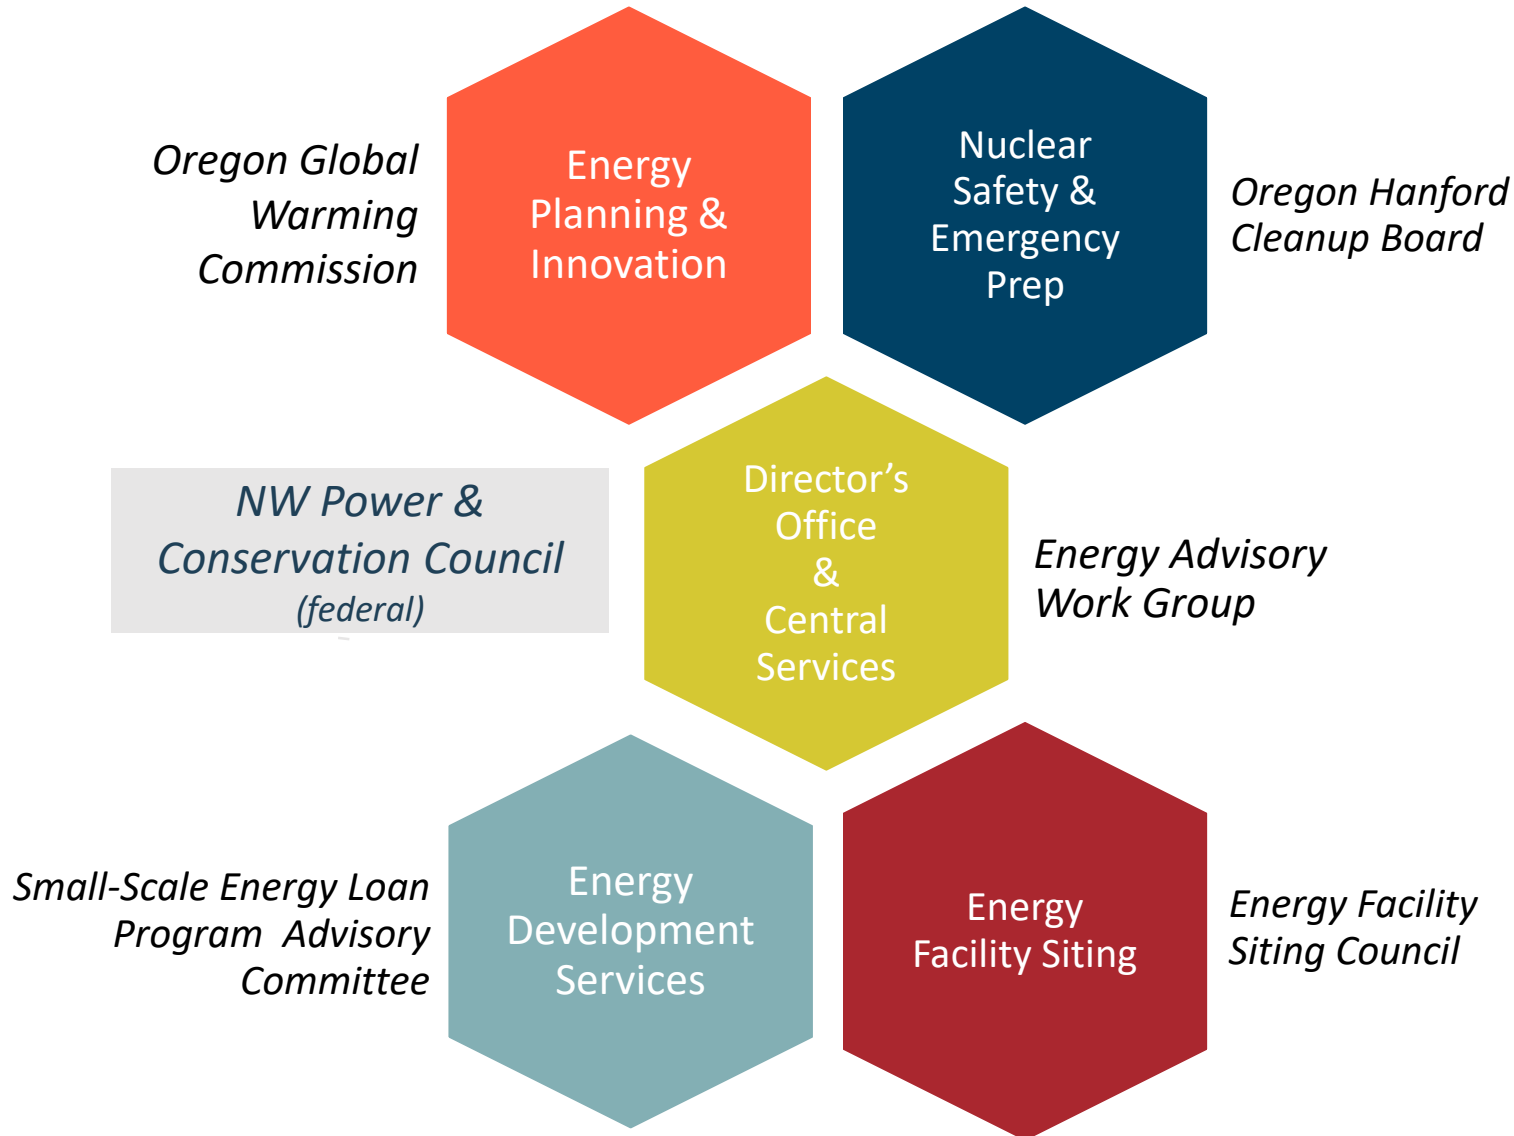 Oregon Global
Warming
Commission
Energy
Planning &
Innovation
Nuclear
Safety &
Emergency
Prep
Oregon Hanford
Cleanup Board
NW Power &
Conservation Council
(federal)
Director’s
Office
&
Central
Services
Energy Advisory
Work Group
Small-Scale Energy Loan
Program  Advisory
Committee
Energy
Development
Services
Energy
Facility Siting
Energy Facility
Siting Council